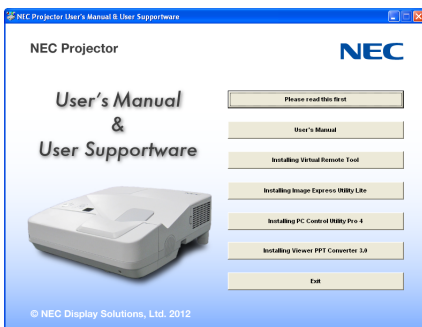 NEC Projector User's Manual & User Supportware
NEC Projector
NEC
User's Manual
&
User Supportware
Please read this first
User's Manual
Installing Virtual Remote Tool
Installing Image Express Utility Lite
Installing PC Control Utility Pro 4
Installing Viewer PPT Converter 3.0
Exit
© NEC Display Solutions, Ltd. 2012